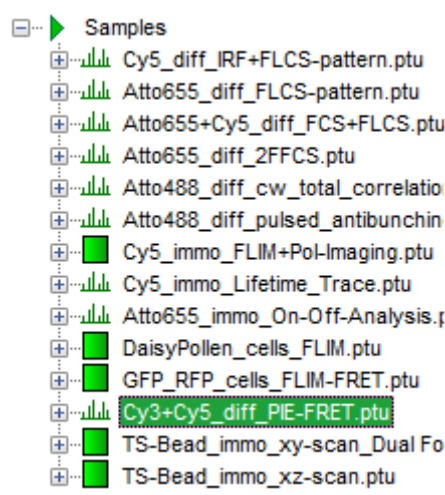 Samples
Cy5_diff_IRF+FLCS-pattern.ptu
Atto655_diff_FLCS-pattern.ptu
Atto655+Cy5_diff_FCS+FLCS.ptu
Atto655_diff_2FFCS.ptu
Atto488_diff_cw_total_correlatio
Atto488_diff_pulsed_antibunchin
Cy5_immo_FLIM+Pol-Imaging.ptu
Cy5_immo_Lifetime_Trace.ptu
Atto655_immo_On-Off-Analysis.p
DaisyPollen_cells_FLIM.ptu
GFP_RFP_cells_FLIM-FRET.ptu
Cy3+Cy5_diff_PIE-FRET.ptu
TS-Bead_immo_xy-scan_Dual Fo
TS-Bead_immo_xz-scan.ptu